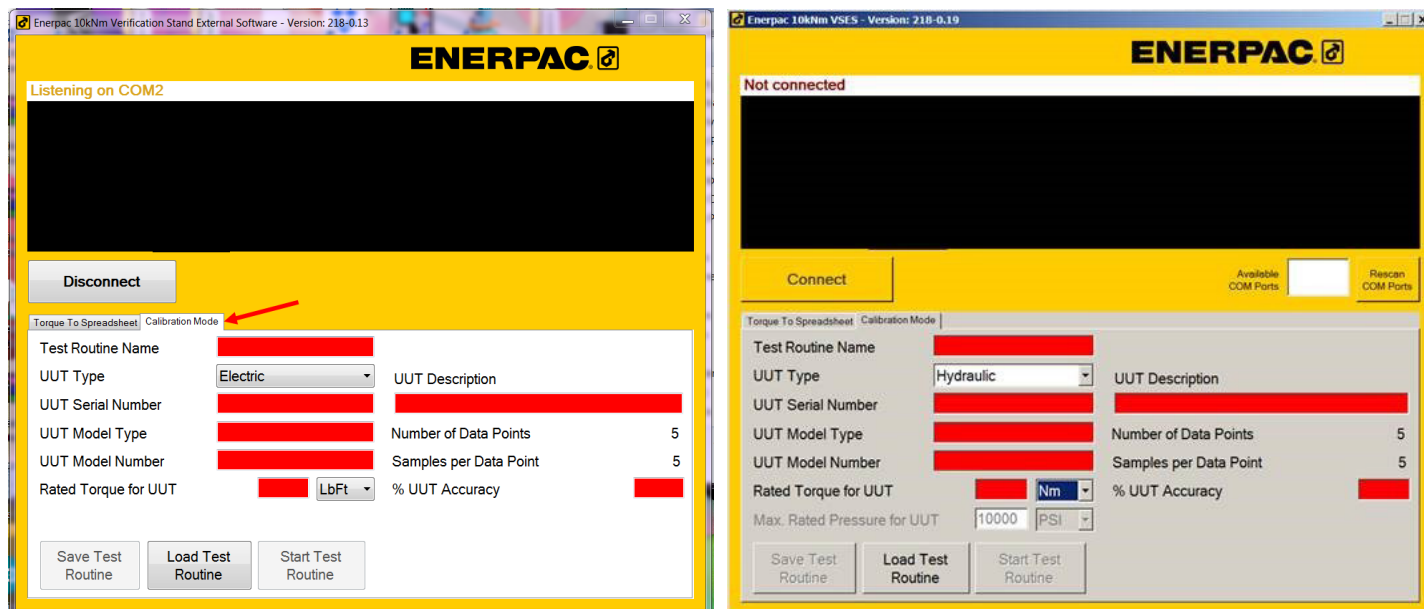 Enerpac 10kNm Verification Stand External Software - Version: 218-0.13
ENERPAC
Listening on COM2
Disconnect
Torque To Spreadsheet Calibration Mode
Test Routine Name
UUT Type Electric UUT Description
UUT Serial Number
UUT Model Type Number of Data Points 5
UUT Model Number Samples per Data Point 5
Rated Torque for UUT LbFt % UUT Accuracy
Save Test Routine
Load Test Routine
Start Test Routine
Enerpac 10kNm VSES - Version: 218-0.19
ENERPAC
Not connected
Connect
Available COM Ports
Rescan COM Ports
Torque To Spreadsheet Calibration Mode
Test Routine Name
UUT Type Hydraulic UUT Description
UUT Serial Number
UUT Model Type Number of Data Points 5
UUT Model Number Samples per Data Point 5
Rated Torque for UUT Nm % UUT Accuracy
Max. Rated Pressure for UUT 10000 PSI
Save Test Routine
Load Test Routine
Start Test Routine